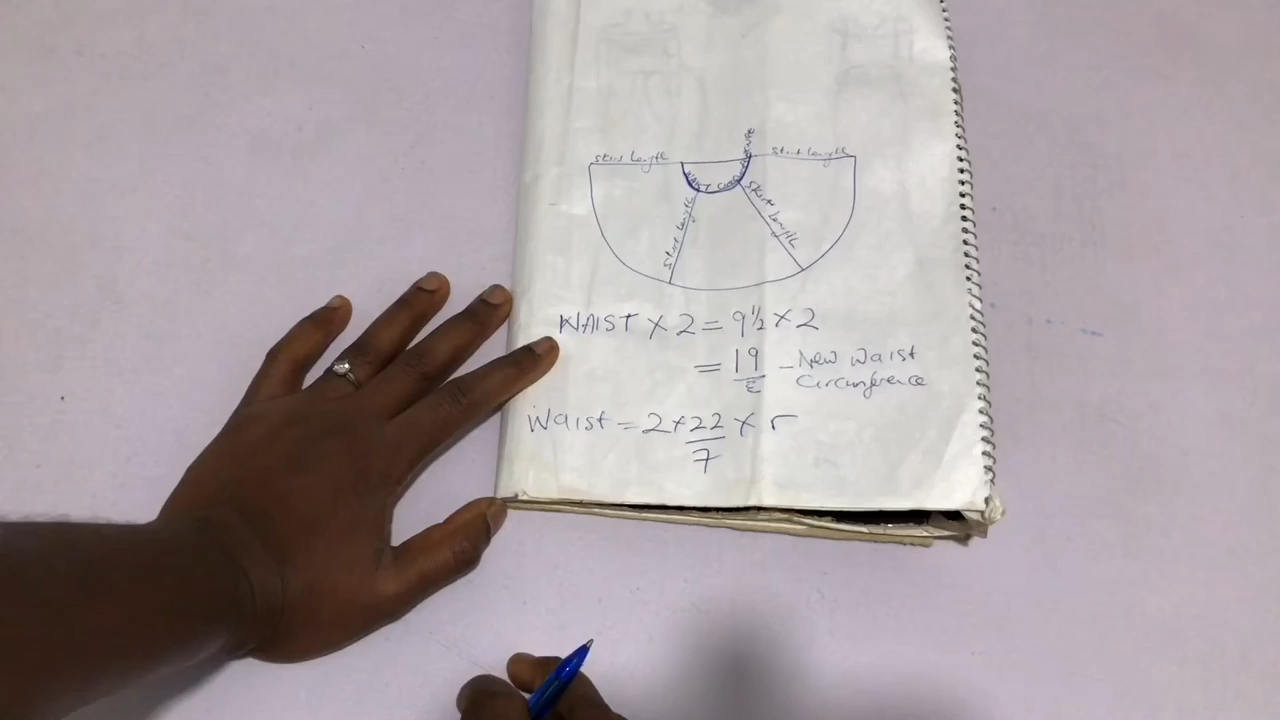 Skirt Length
Skirt Length
WAIST CIRCUMFERENCE
Skirt Length
Skirt Length
WAIST × 2 = 9½ × 2
= 19 - New Waist
Circumference
Waist = 2 × 22/7 × r